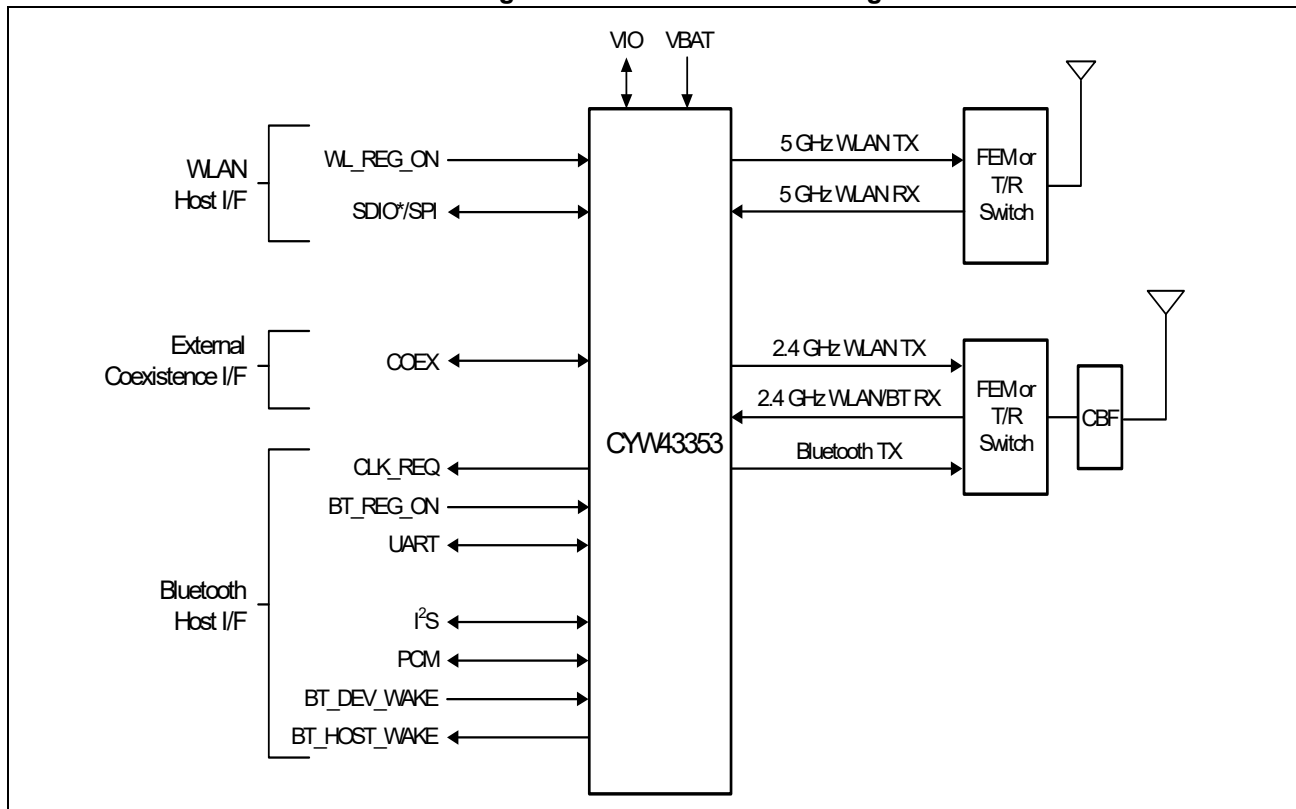 VIO VBAT
WLAN
Host I/F
WL_REG_ON
SDIO*/SPI
External
Coexistence I/F
COEX
Bluetooth
Host I/F
CLK_REQ
BT_REG_ON
UART
I²S
PCM
BT_DEV_WAKE
BT_HOST_WAKE
CYW43353
5 GHz WLAN TX
5 GHz WLAN RX
FEM or
T/R
Switch
2.4 GHz WLAN TX
2.4 GHz WLAN/BT RX
Bluetooth TX
FEM or
T/R
Switch
CBF